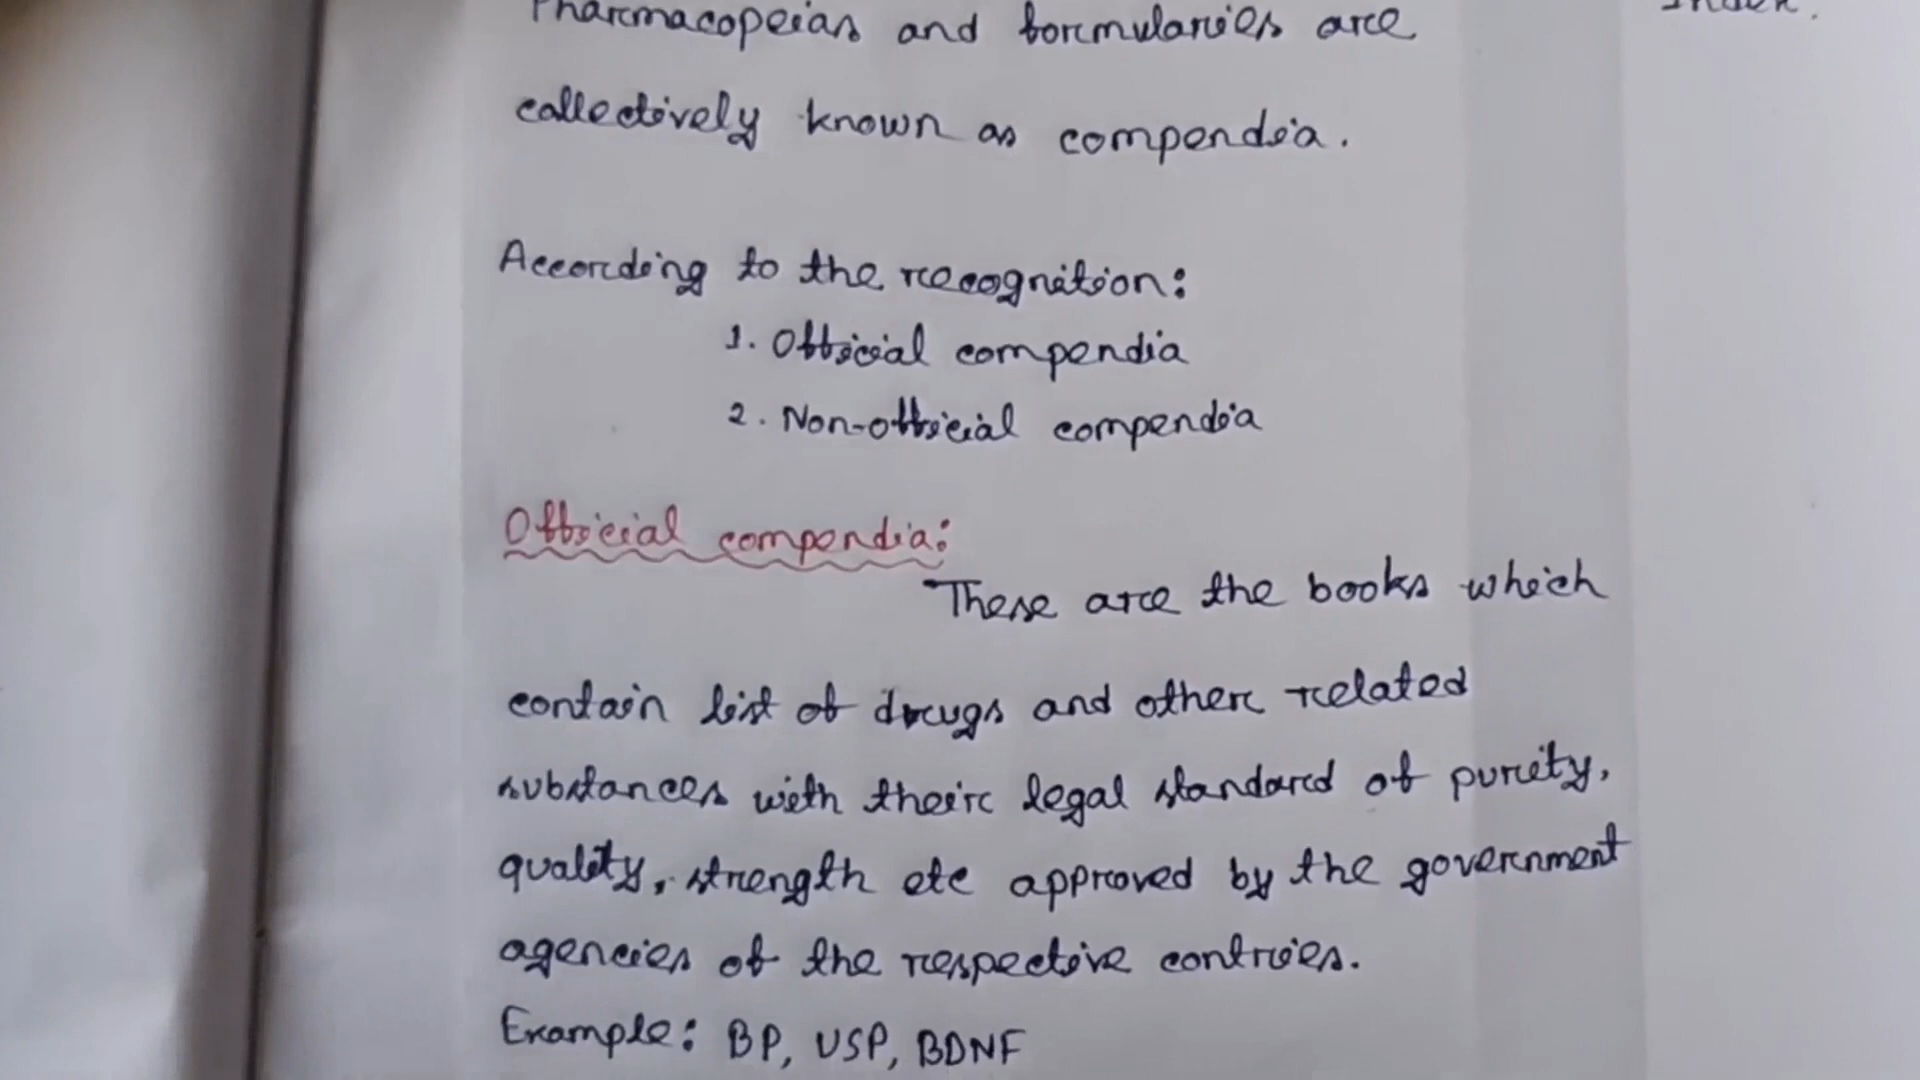 Pharmacopeias and formularies are
Index.
collectively known as compendia.
According to the recognition:
1. Official compendia
2. Non-official compendia
Official compendia:
These are the books which
contain list of drugs and other related
substances with their legal standard of purity,
quality, strength etc approved by the government
agencies of the respective contries.
Example: BP, USP, BDNF